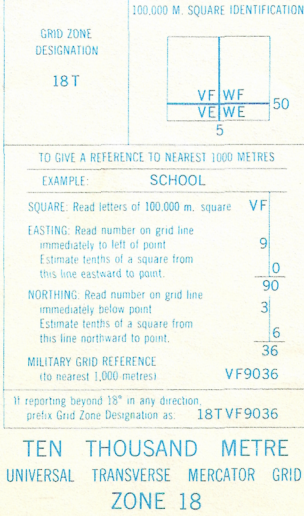 100,000 M. SQUARE IDENTIFICATION
GRID ZONE
DESIGNATION
18T
VF WF
VE WE
50
5
TO GIVE A REFERENCE TO NEAREST 1000 METRES
EXAMPLE: SCHOOL
SQUARE: Read letters of 100,000 m. square VF
EASTING: Read number on grid line
immediately to left of point 9
Estimate tenths of a square from
this line eastward to point. 0
90
NORTHING: Read number on grid line
immediately below point 3
Estimate tenths of a square from
this line northward to point. 6
36
MILITARY GRID REFERENCE
(to nearest 1,000 metres) VF9036
If reporting beyond 18° in any direction,
prefix Grid Zone Designation as: 18TVF9036
TEN THOUSAND METRE
UNIVERSAL TRANSVERSE MERCATOR GRID
ZONE 18